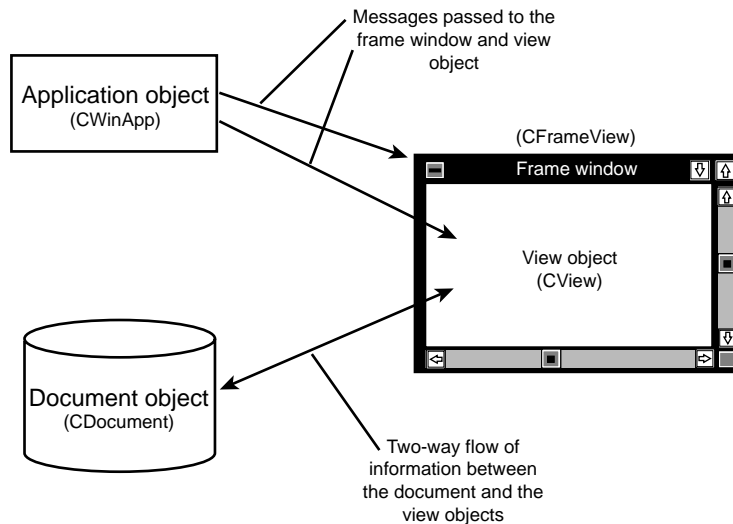 Messages passed to the
frame window and view
object
Application object
(CWinApp)
(CFrameView)
Frame window
View object
(CView)
Document object
(CDocument)
Two-way flow of
information between
the document and the
view objects